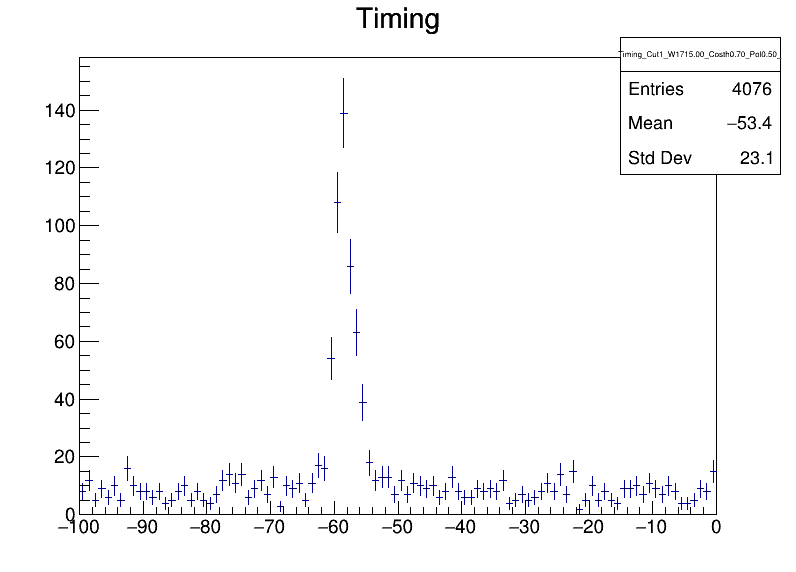 Timing
Timing_Cut1_W1715.00_Costh0.70_Pol0.50_
Entries 4076
Mean −53.4
Std Dev 23.1
140
120
100
80
60
40
20
0
−100 −90 −80 −70 −60 −50 −40 −30 −20 −10 0